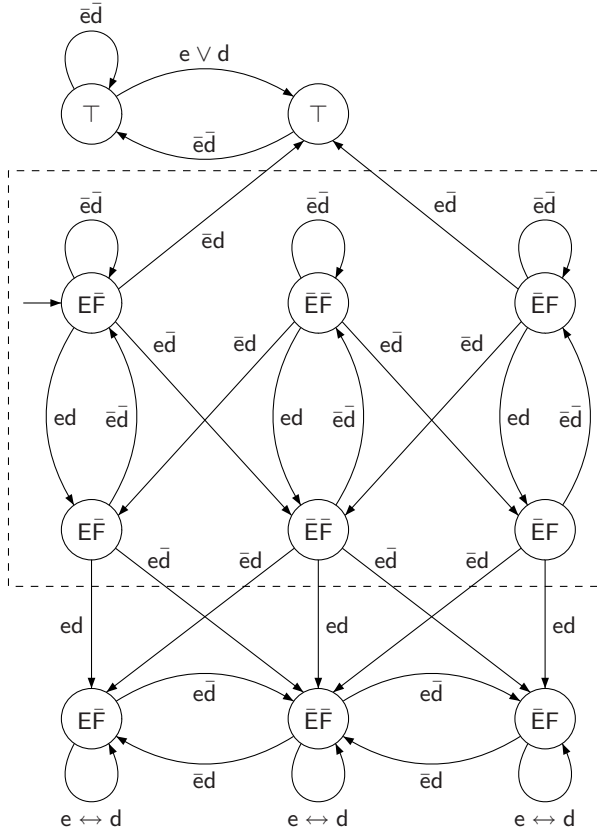 ēd̄
e ∨ d
⊤ ⊤
ēd̄
ēd̄ ēd̄ ēd̄
ēd ed̄
EF̄ ĒF̄ ĒF
ed̄ ēd ed̄ ēd
ed ēd̄ ed ēd̄ ed ēd̄
EF̄ ĒF̄ ĒF
ed̄ ēd ed̄ ēd
ed ed ed
ed̄ ed̄
EF̄ ĒF̄ ĒF
ēd ēd
e ↔ d e ↔ d e ↔ d